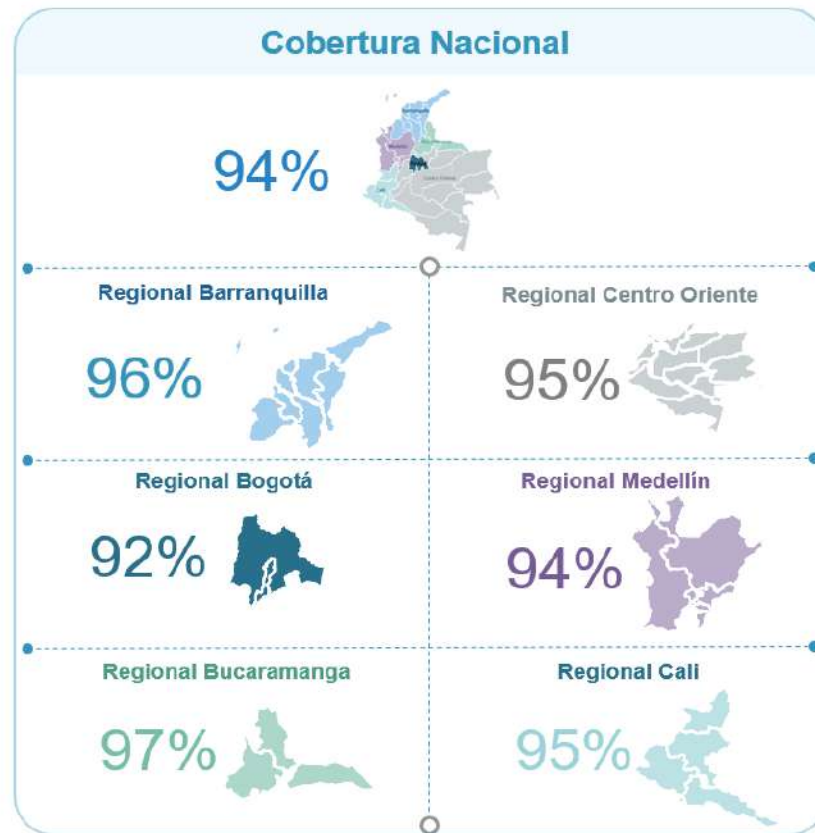 Cobertura Nacional
94%
Regional Barranquilla
96%
Regional Centro Oriente
95%
Regional Bogotá
92%
Regional Medellín
94%
Regional Bucaramanga
97%
Regional Cali
95%